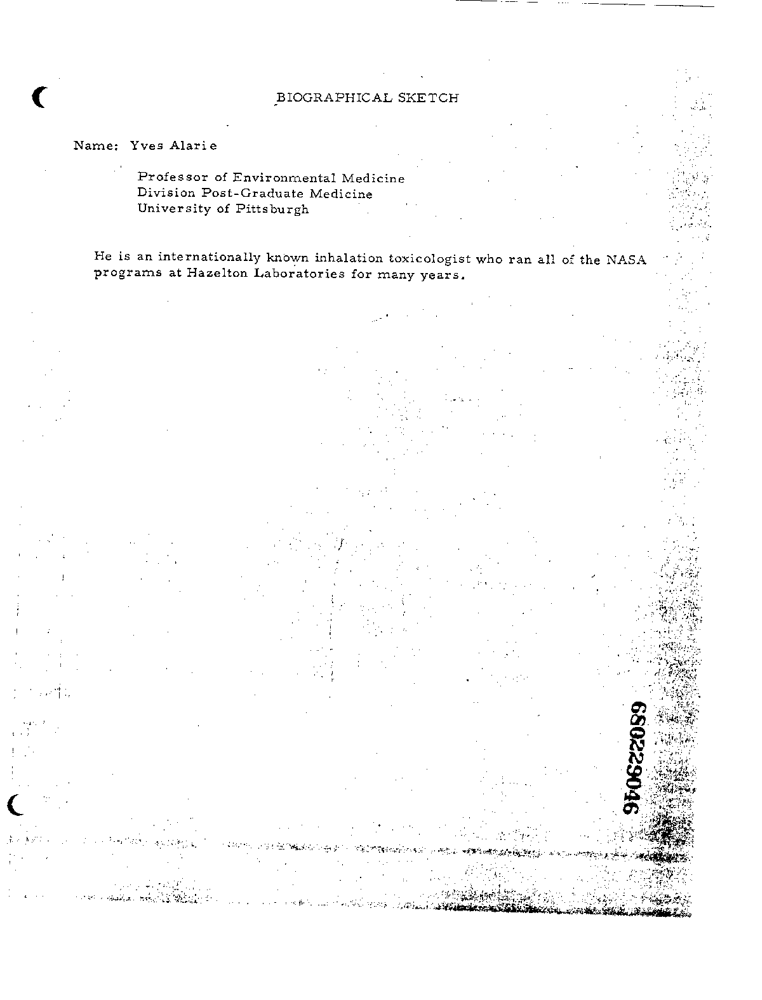 BIOGRAPHICAL SKETCH
Name: Yves Alarie
Professor of Environmental Medicine
Division Post-Graduate Medicine
University of Pittsburgh
He is an internationally known inhalation toxicologist who ran all of the NASA
programs at Hazelton Laboratories for many years.
680229046